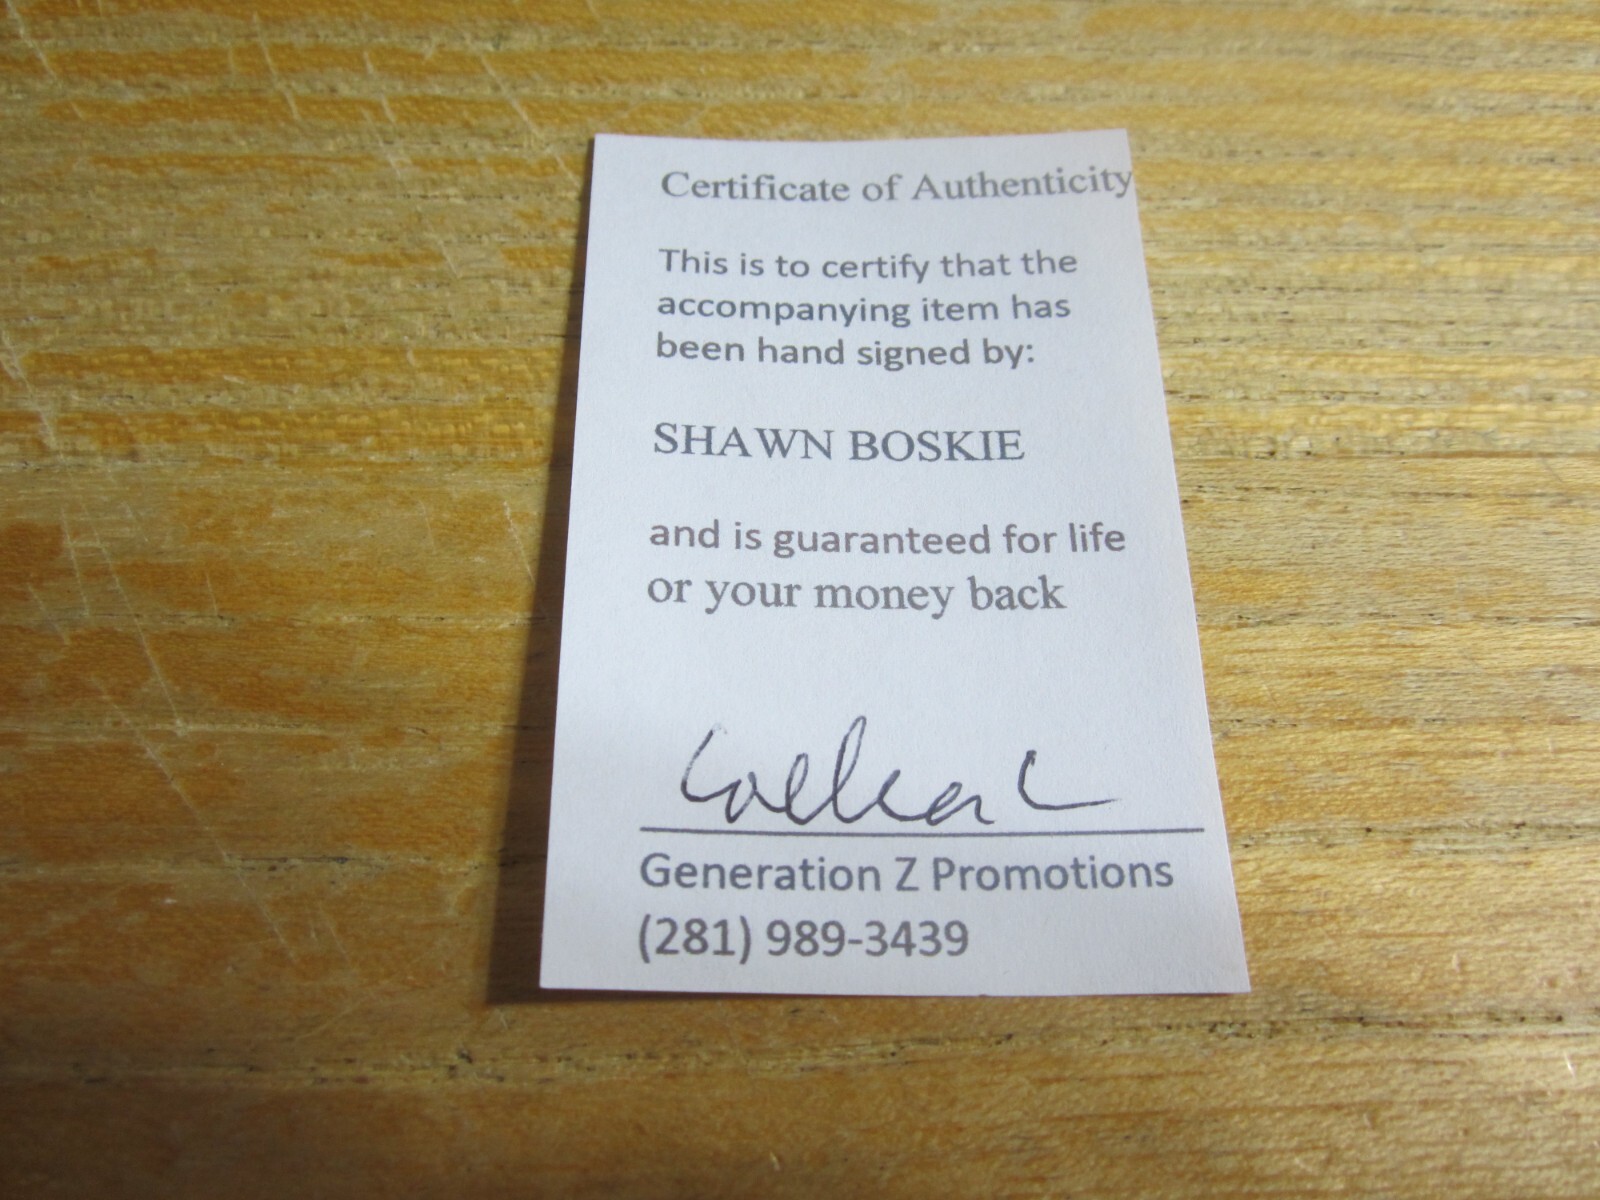 Certificate of Authenticity
This is to certify that the
accompanying item has
been hand signed by:
SHAWN BOSKIE
and is guaranteed for life
or your money back
Generation Z Promotions
(281) 989-3439